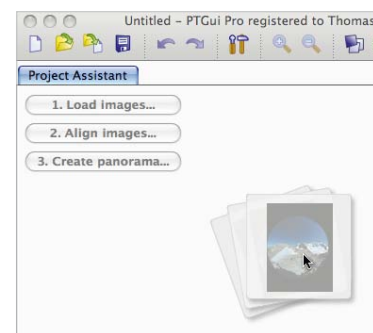 Untitled – PTGui Pro registered to Thomas
Project Assistant
1. Load images...
2. Align images...
3. Create panorama...